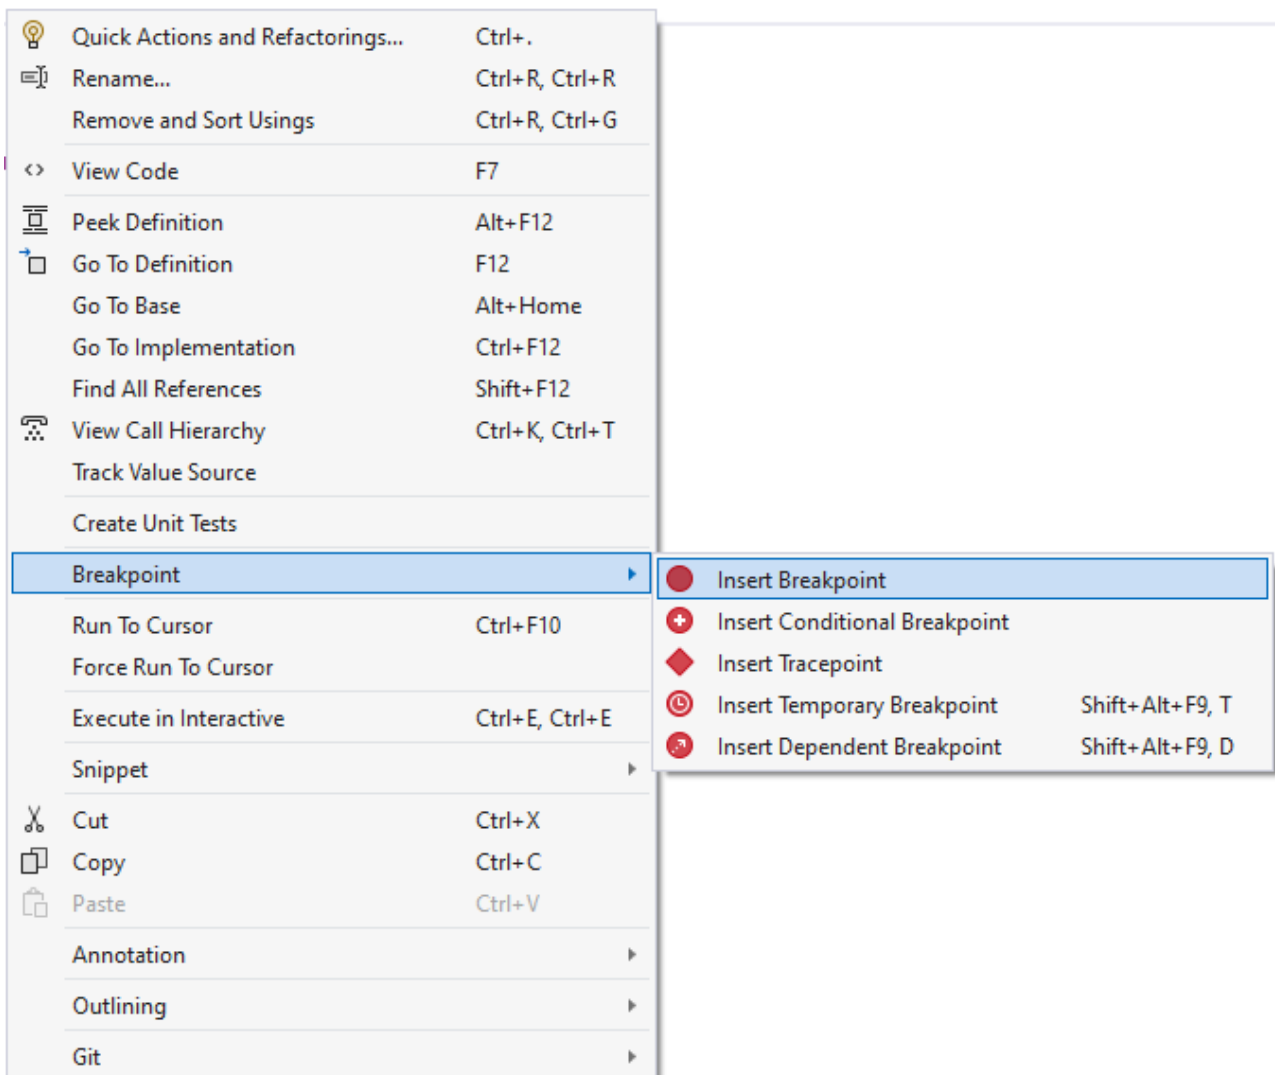 Quick Actions and Refactorings... Ctrl+.
Rename... Ctrl+R, Ctrl+R
Remove and Sort Usings Ctrl+R, Ctrl+G
View Code F7
Peek Definition Alt+F12
Go To Definition F12
Go To Base Alt+Home
Go To Implementation Ctrl+F12
Find All References Shift+F12
View Call Hierarchy Ctrl+K, Ctrl+T
Track Value Source
Create Unit Tests
Breakpoint
Insert Breakpoint
Insert Conditional Breakpoint
Insert Tracepoint
Insert Temporary Breakpoint Shift+Alt+F9, T
Insert Dependent Breakpoint Shift+Alt+F9, D
Run To Cursor Ctrl+F10
Force Run To Cursor
Execute in Interactive Ctrl+E, Ctrl+E
Snippet
Cut Ctrl+X
Copy Ctrl+C
Paste Ctrl+V
Annotation
Outlining
Git